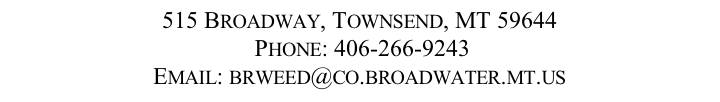 515 BROADWAY, TOWNSEND, MT 59644
PHONE: 406-266-9243
EMAIL: BRWEED@CO.BROADWATER.MT.US